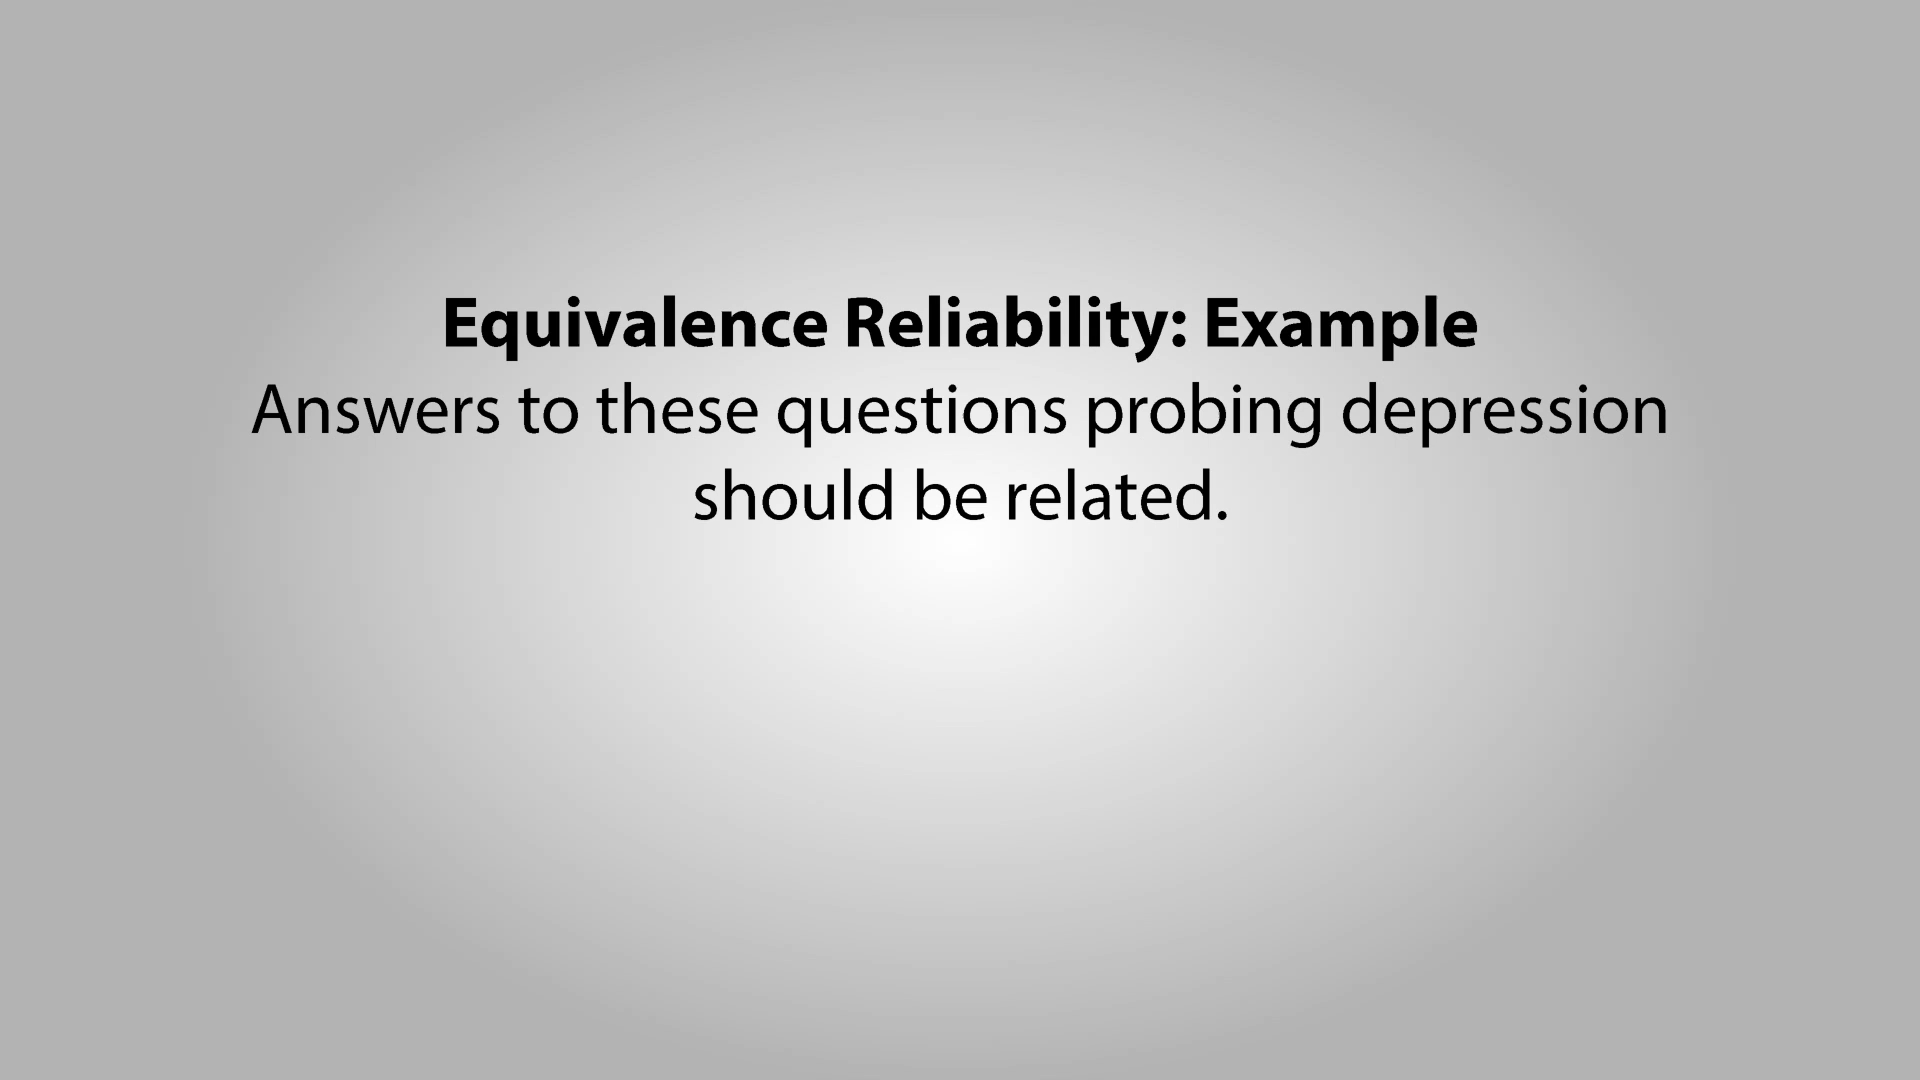 Equivalence Reliability: Example
Answers to these questions probing depression
should be related.